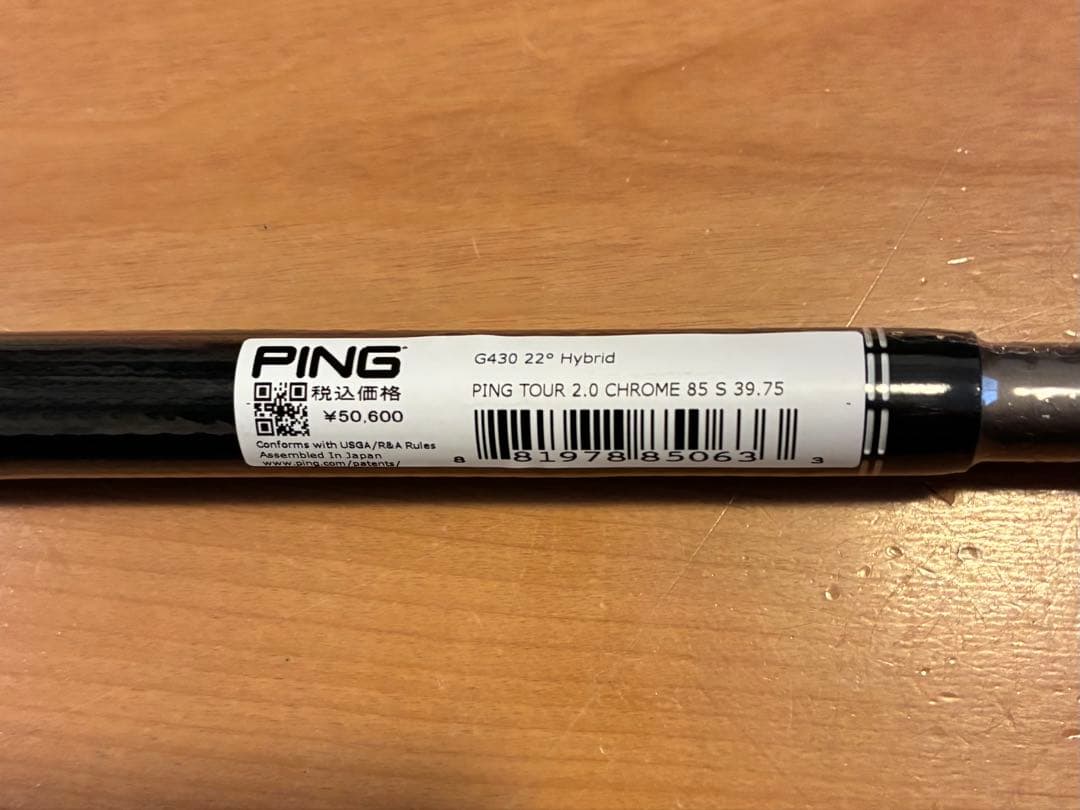 PING
税込価格
¥50,600
Conforms with USGA/R&A Rules
Assembled In Japan
www.ping.com/patents/
G430 22° Hybrid
PING TOUR 2.0 CHROME 85 S 39.75
8 81978 85063 3